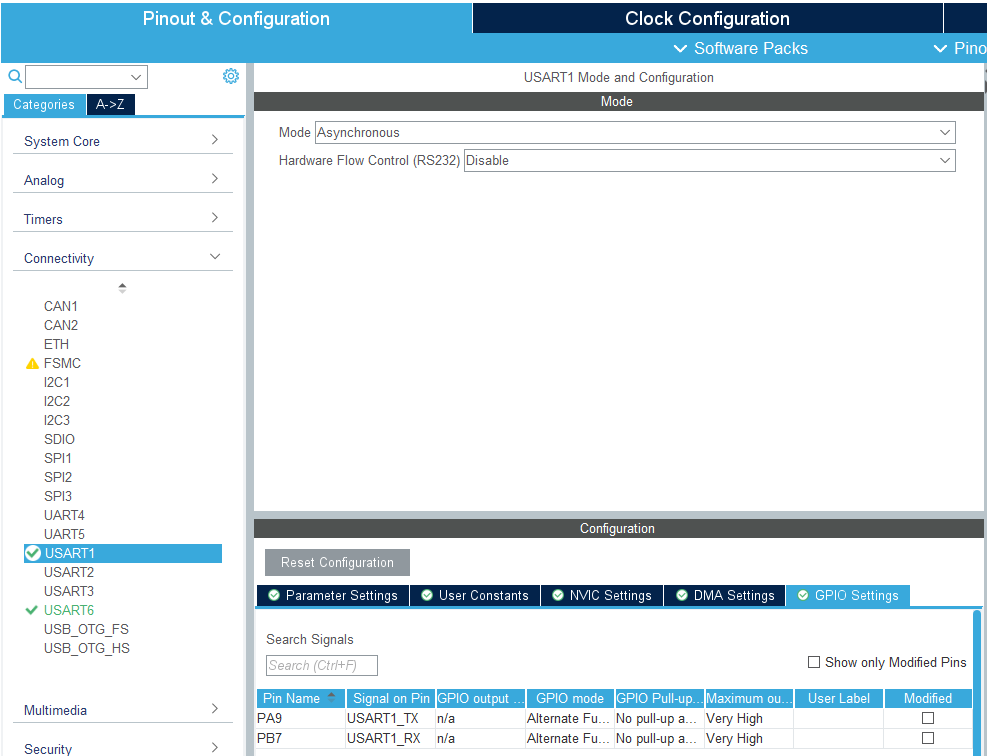 Pinout & Configuration
Clock Configuration
Software Packs
Pino
Categories
A->Z
System Core
Analog
Timers
Connectivity
CAN1
CAN2
ETH
FSMC
I2C1
I2C2
I2C3
SDIO
SPI1
SPI2
SPI3
UART4
UART5
USART1
USART2
USART3
USART6
USB_OTG_FS
USB_OTG_HS
Multimedia
Security
USART1 Mode and Configuration
Mode
Mode Asynchronous
Hardware Flow Control (RS232) Disable
Configuration
Reset Configuration
Parameter Settings
User Constants
NVIC Settings
DMA Settings
GPIO Settings
Search Signals
Search (Ctrl+F)
Show only Modified Pins
Pin Name Signal on Pin GPIO output ... GPIO mode GPIO Pull-up... Maximum ou... User Label Modified
PA9 USART1_TX n/a Alternate Fu... No pull-up a... Very High
PB7 USART1_RX n/a Alternate Fu... No pull-up a... Very High